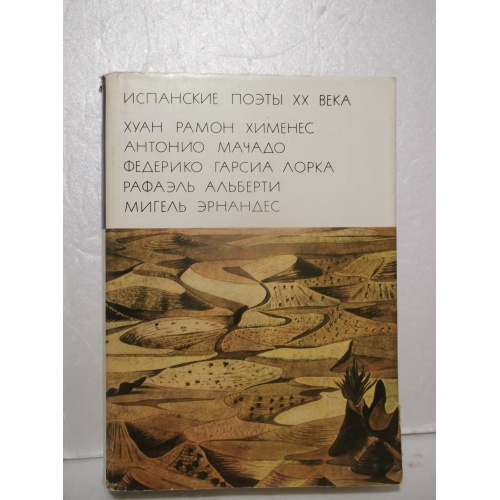 ИСПАНСКИЕ ПОЭТЫ XX ВЕКА
ХУАН РАМОН ХИМЕНЕС
АНТОНИО МАЧАДО
ФЕДЕРИКО ГАРСИА ЛОРКА
РАФАЭЛЬ АЛЬБЕРТИ
МИГЕЛЬ ЭРНАНДЕС